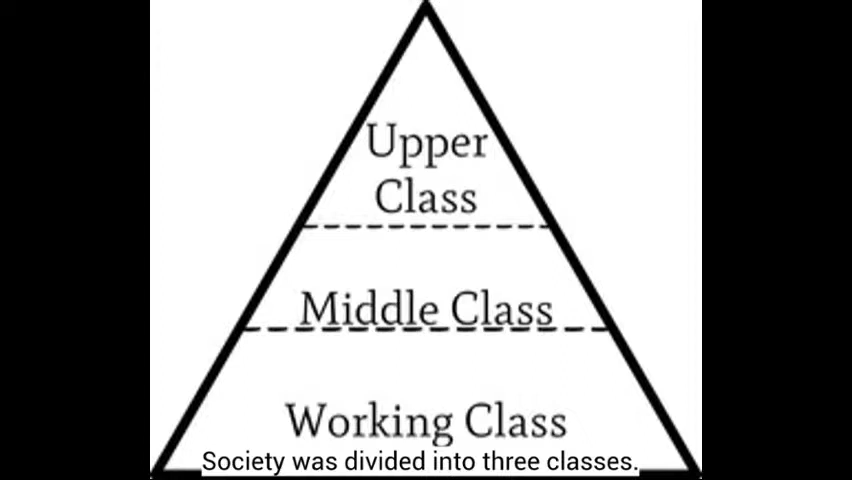 Upper
Class
Middle Class
Working Class
Society was divided into three classes.